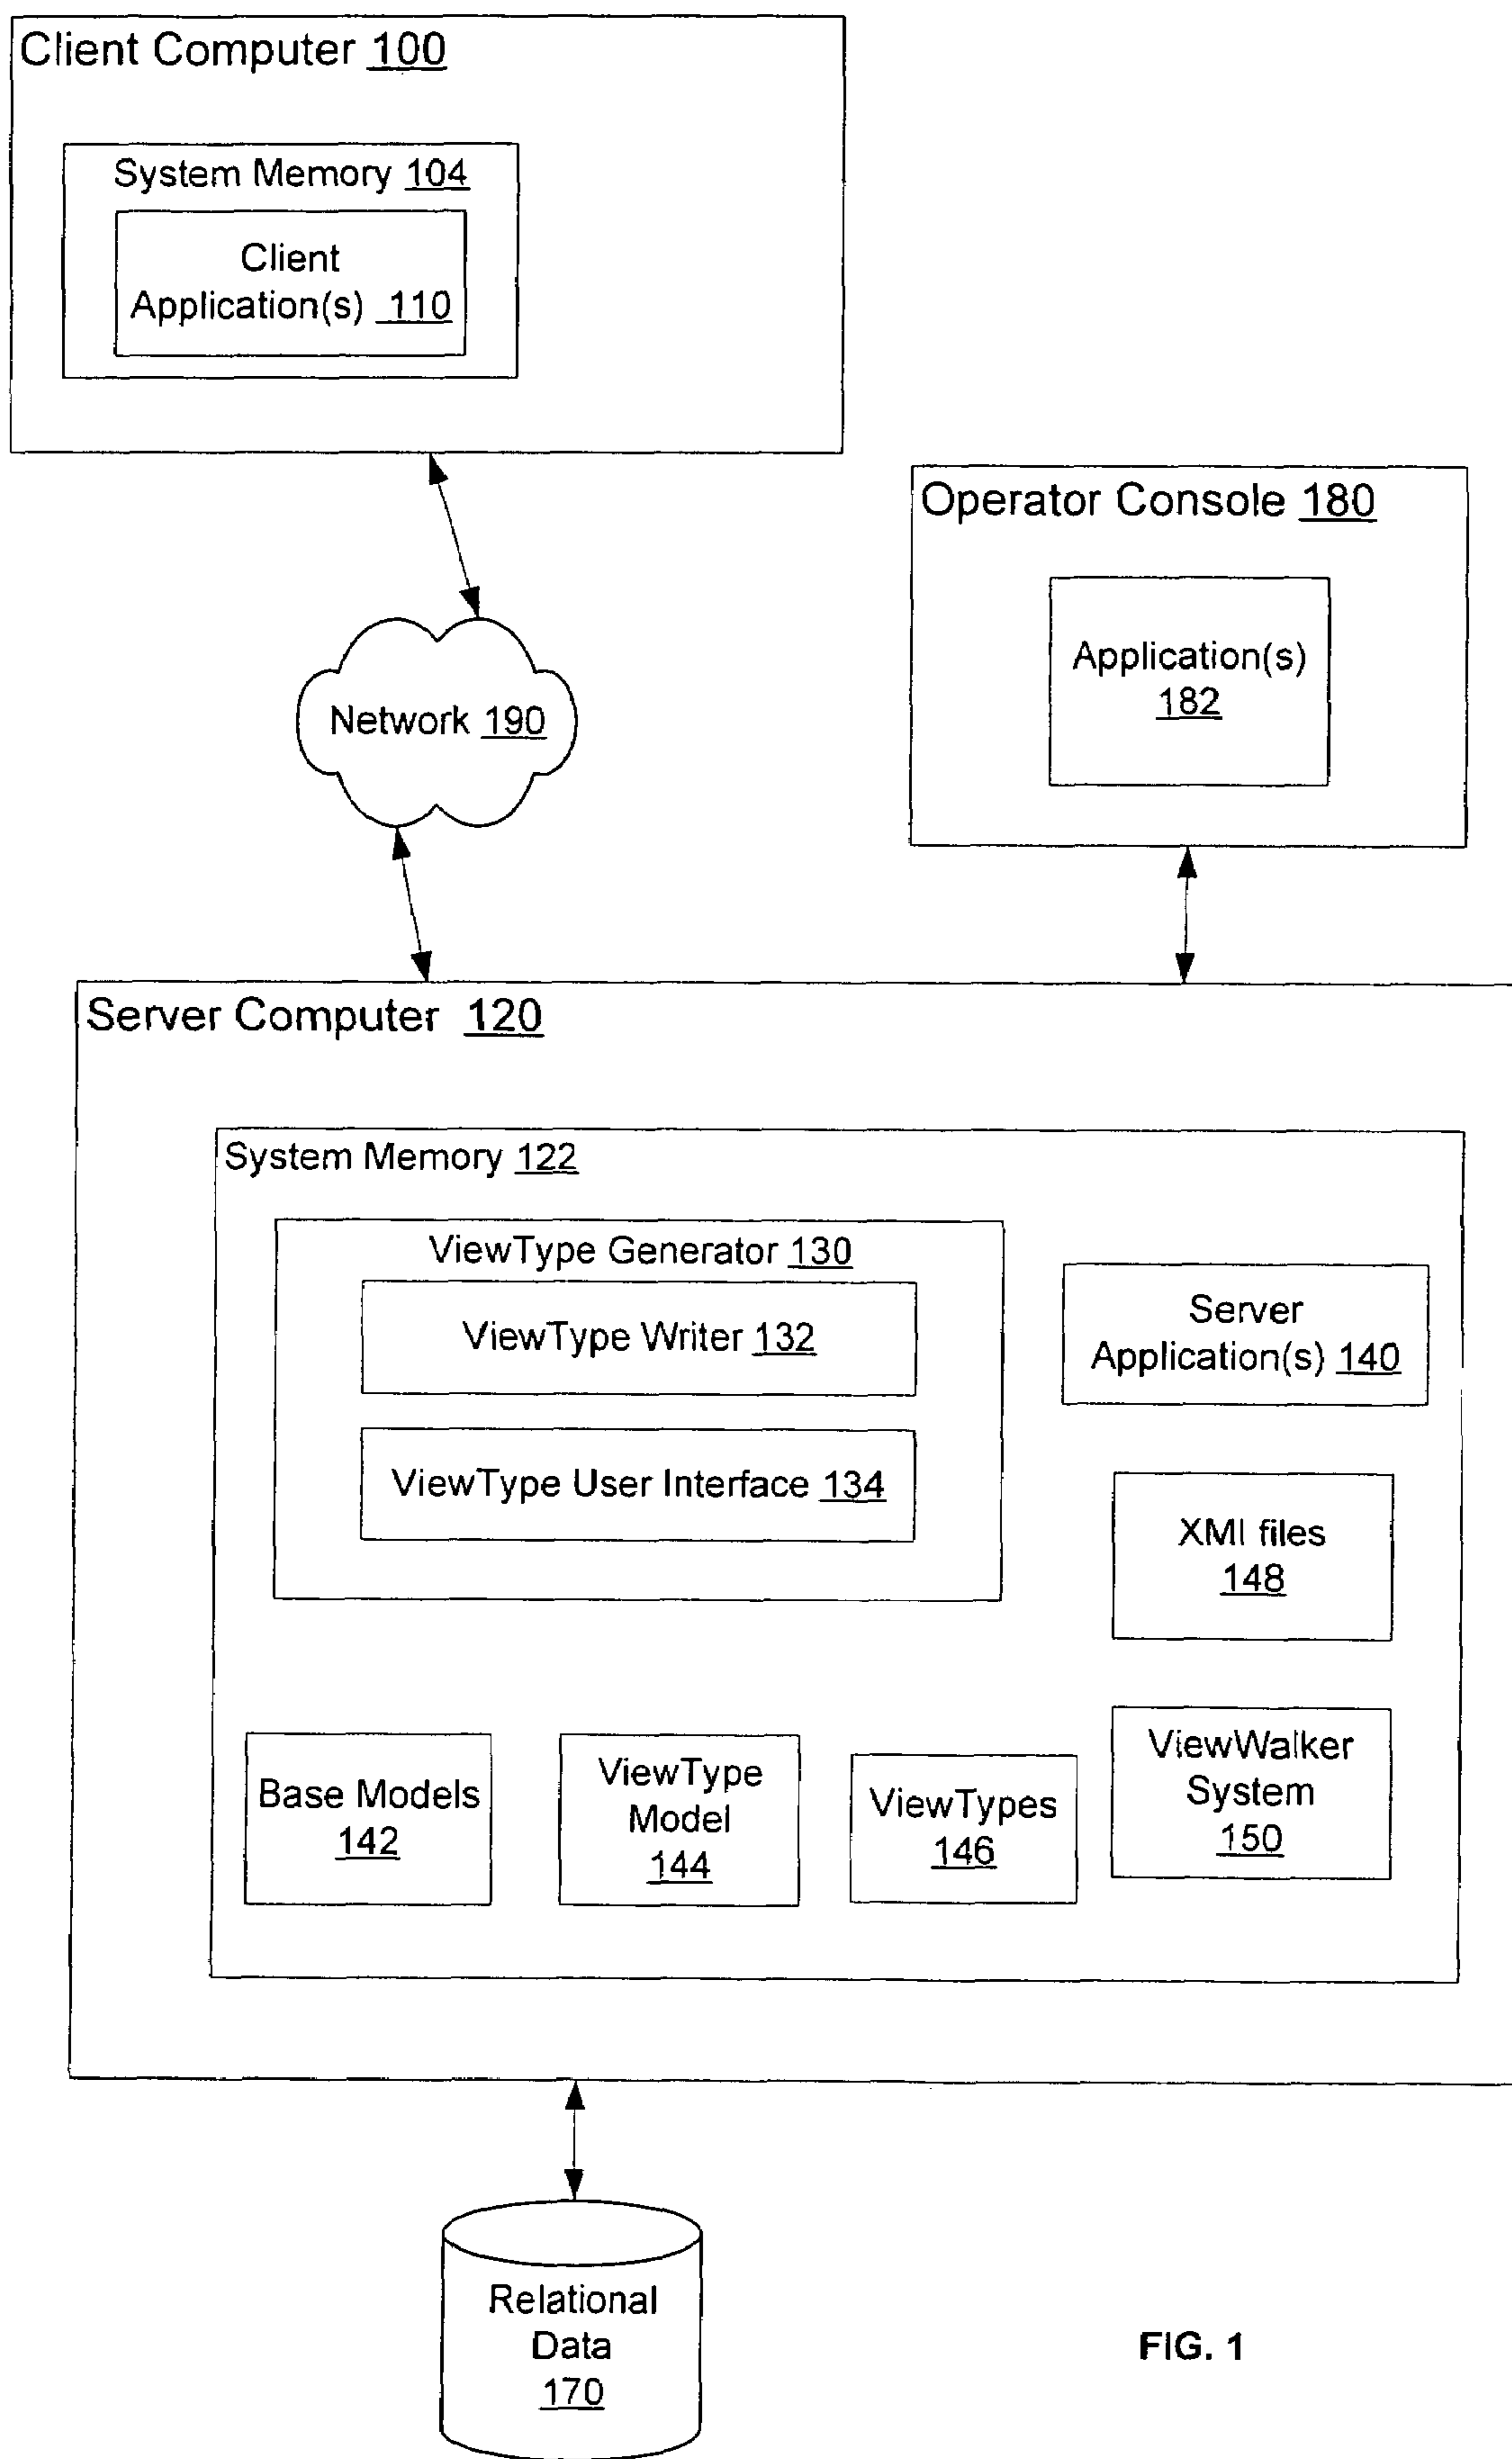 Client Computer 100
System Memory 104
Client
Application(s) 110
Operator Console 180
Application(s)
182
Network 190
Server Computer 120
System Memory 122
ViewType Generator 130
ViewType Writer 132
ViewType User Interface 134
Server
Application(s) 140
XMI files
148
Base Models
142
ViewType
Model
144
ViewTypes
146
ViewWalker
System
150
Relational
Data
170
FIG. 1